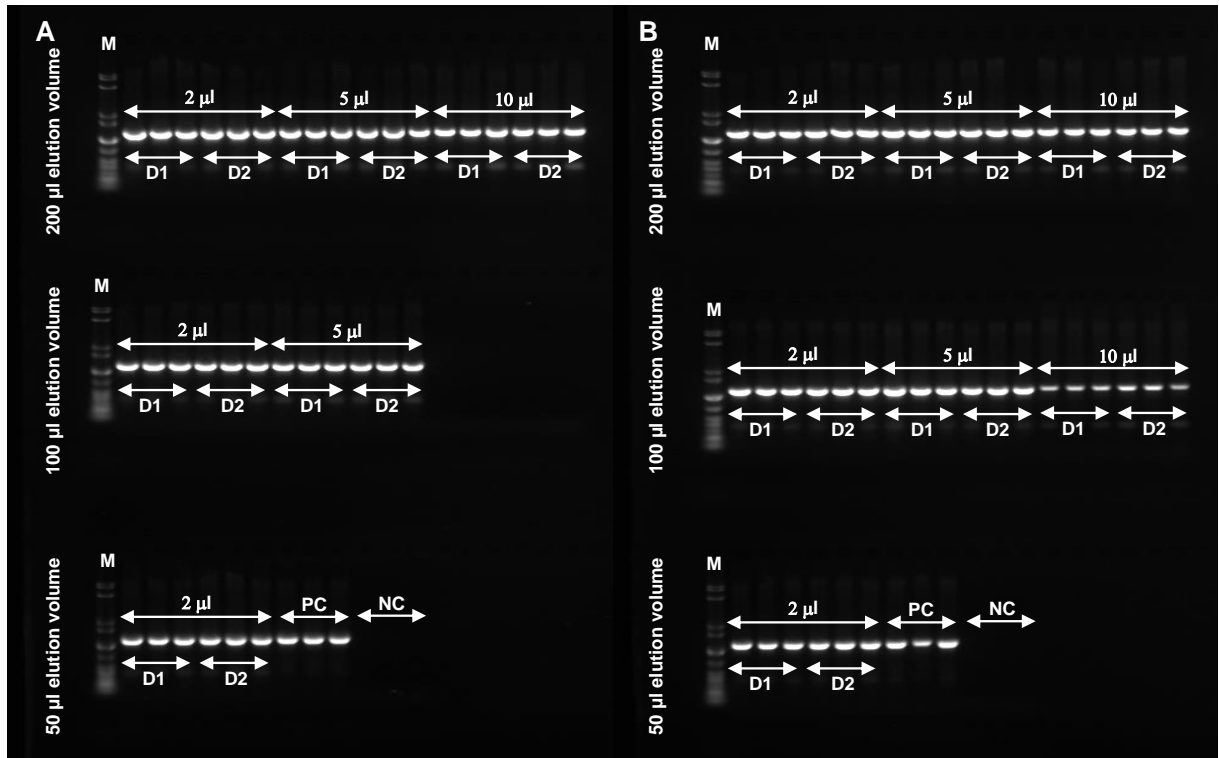 A
200 µl elution volume
M
2 µl 5 µl 10 µl
D1 D2 D1 D2 D1 D2
100 µl elution volume
M
2 µl 5 µl
D1 D2 D1 D2
50 µl elution volume
M
2 µl PC NC
D1 D2
B
200 µl elution volume
M
2 µl 5 µl 10 µl
D1 D2 D1 D2 D1 D2
100 µl elution volume
M
2 µl 5 µl 10 µl
D1 D2 D1 D2 D1 D2
50 µl elution volume
M
2 µl PC NC
D1 D2